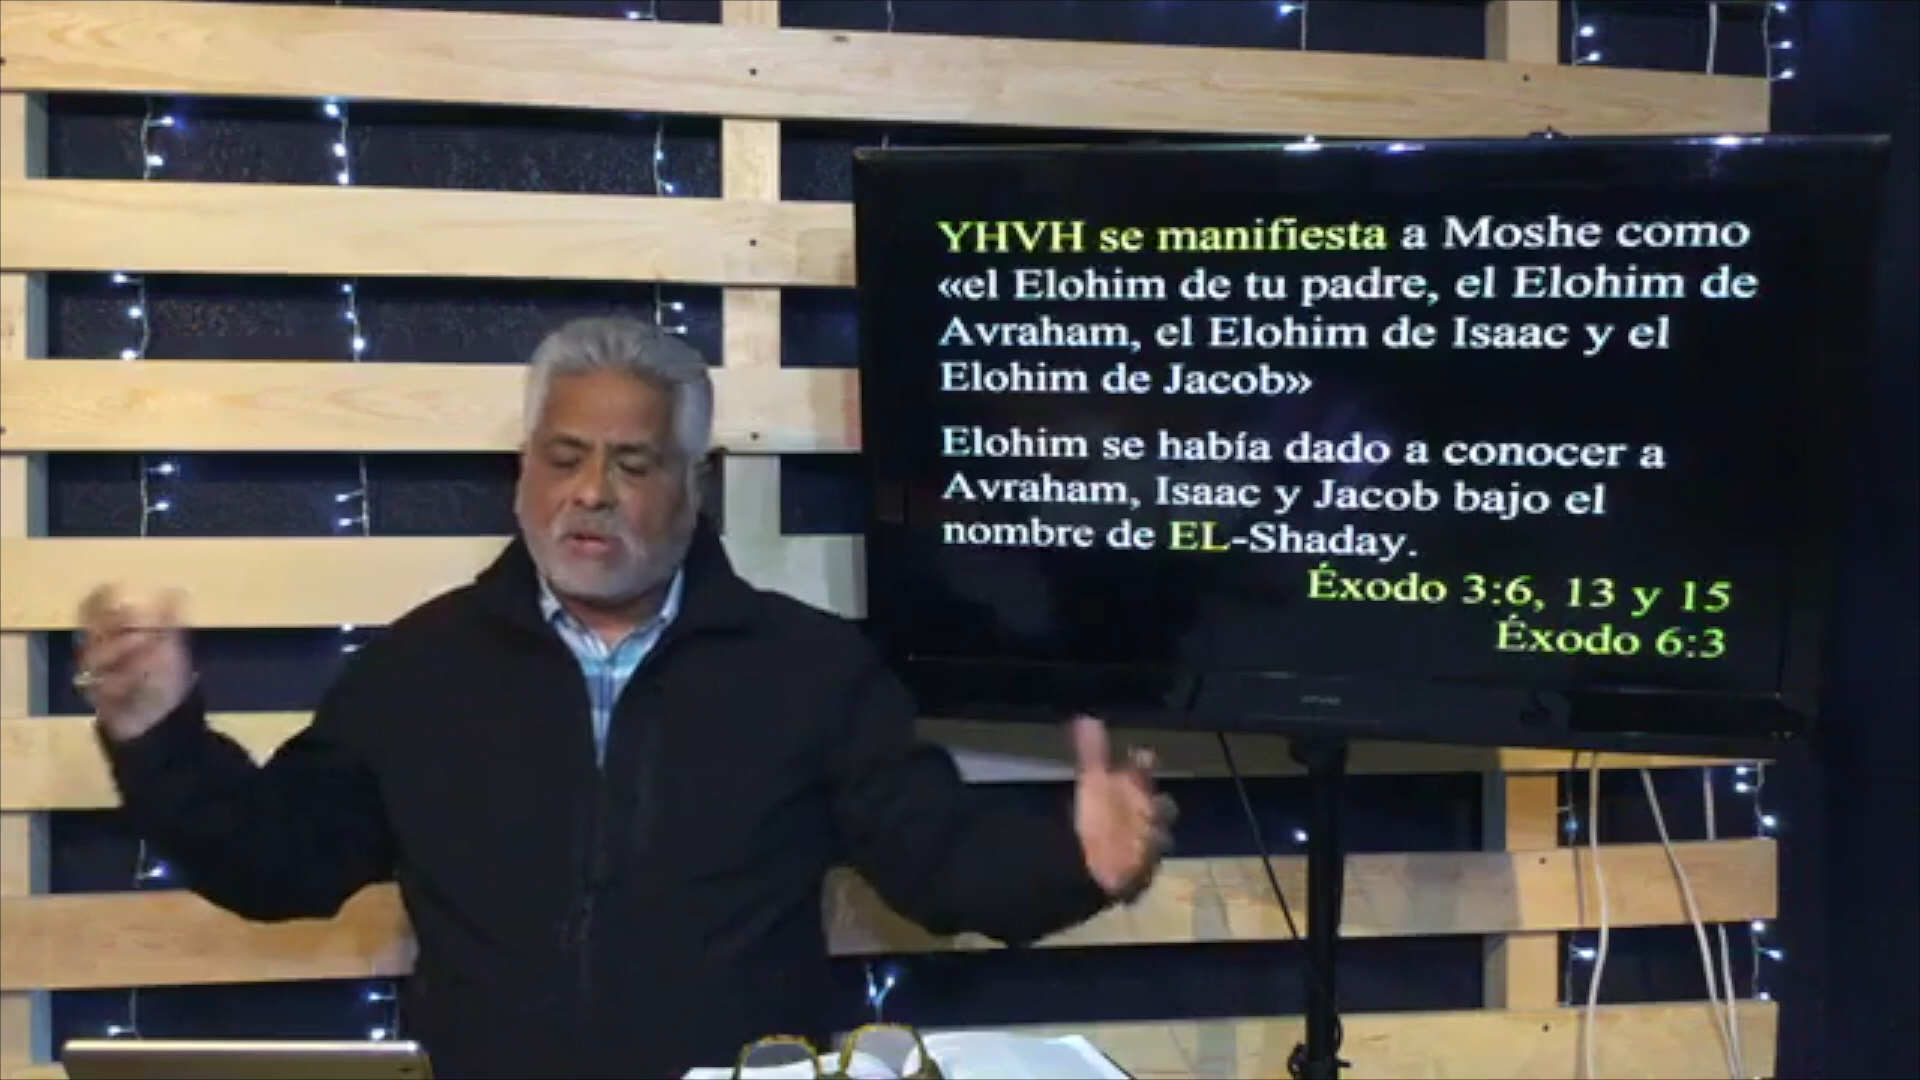 YHVH se manifiesta a Moshe como
«el Elohim de tu padre, el Elohim de
Avraham, el Elohim de Isaac y el
Elohim de Jacob»
Elohim se había dado a conocer a
Avraham, Isaac y Jacob bajo el
nombre de EL-Shaday.
Éxodo 3:6, 13 y 15
Éxodo 6:3